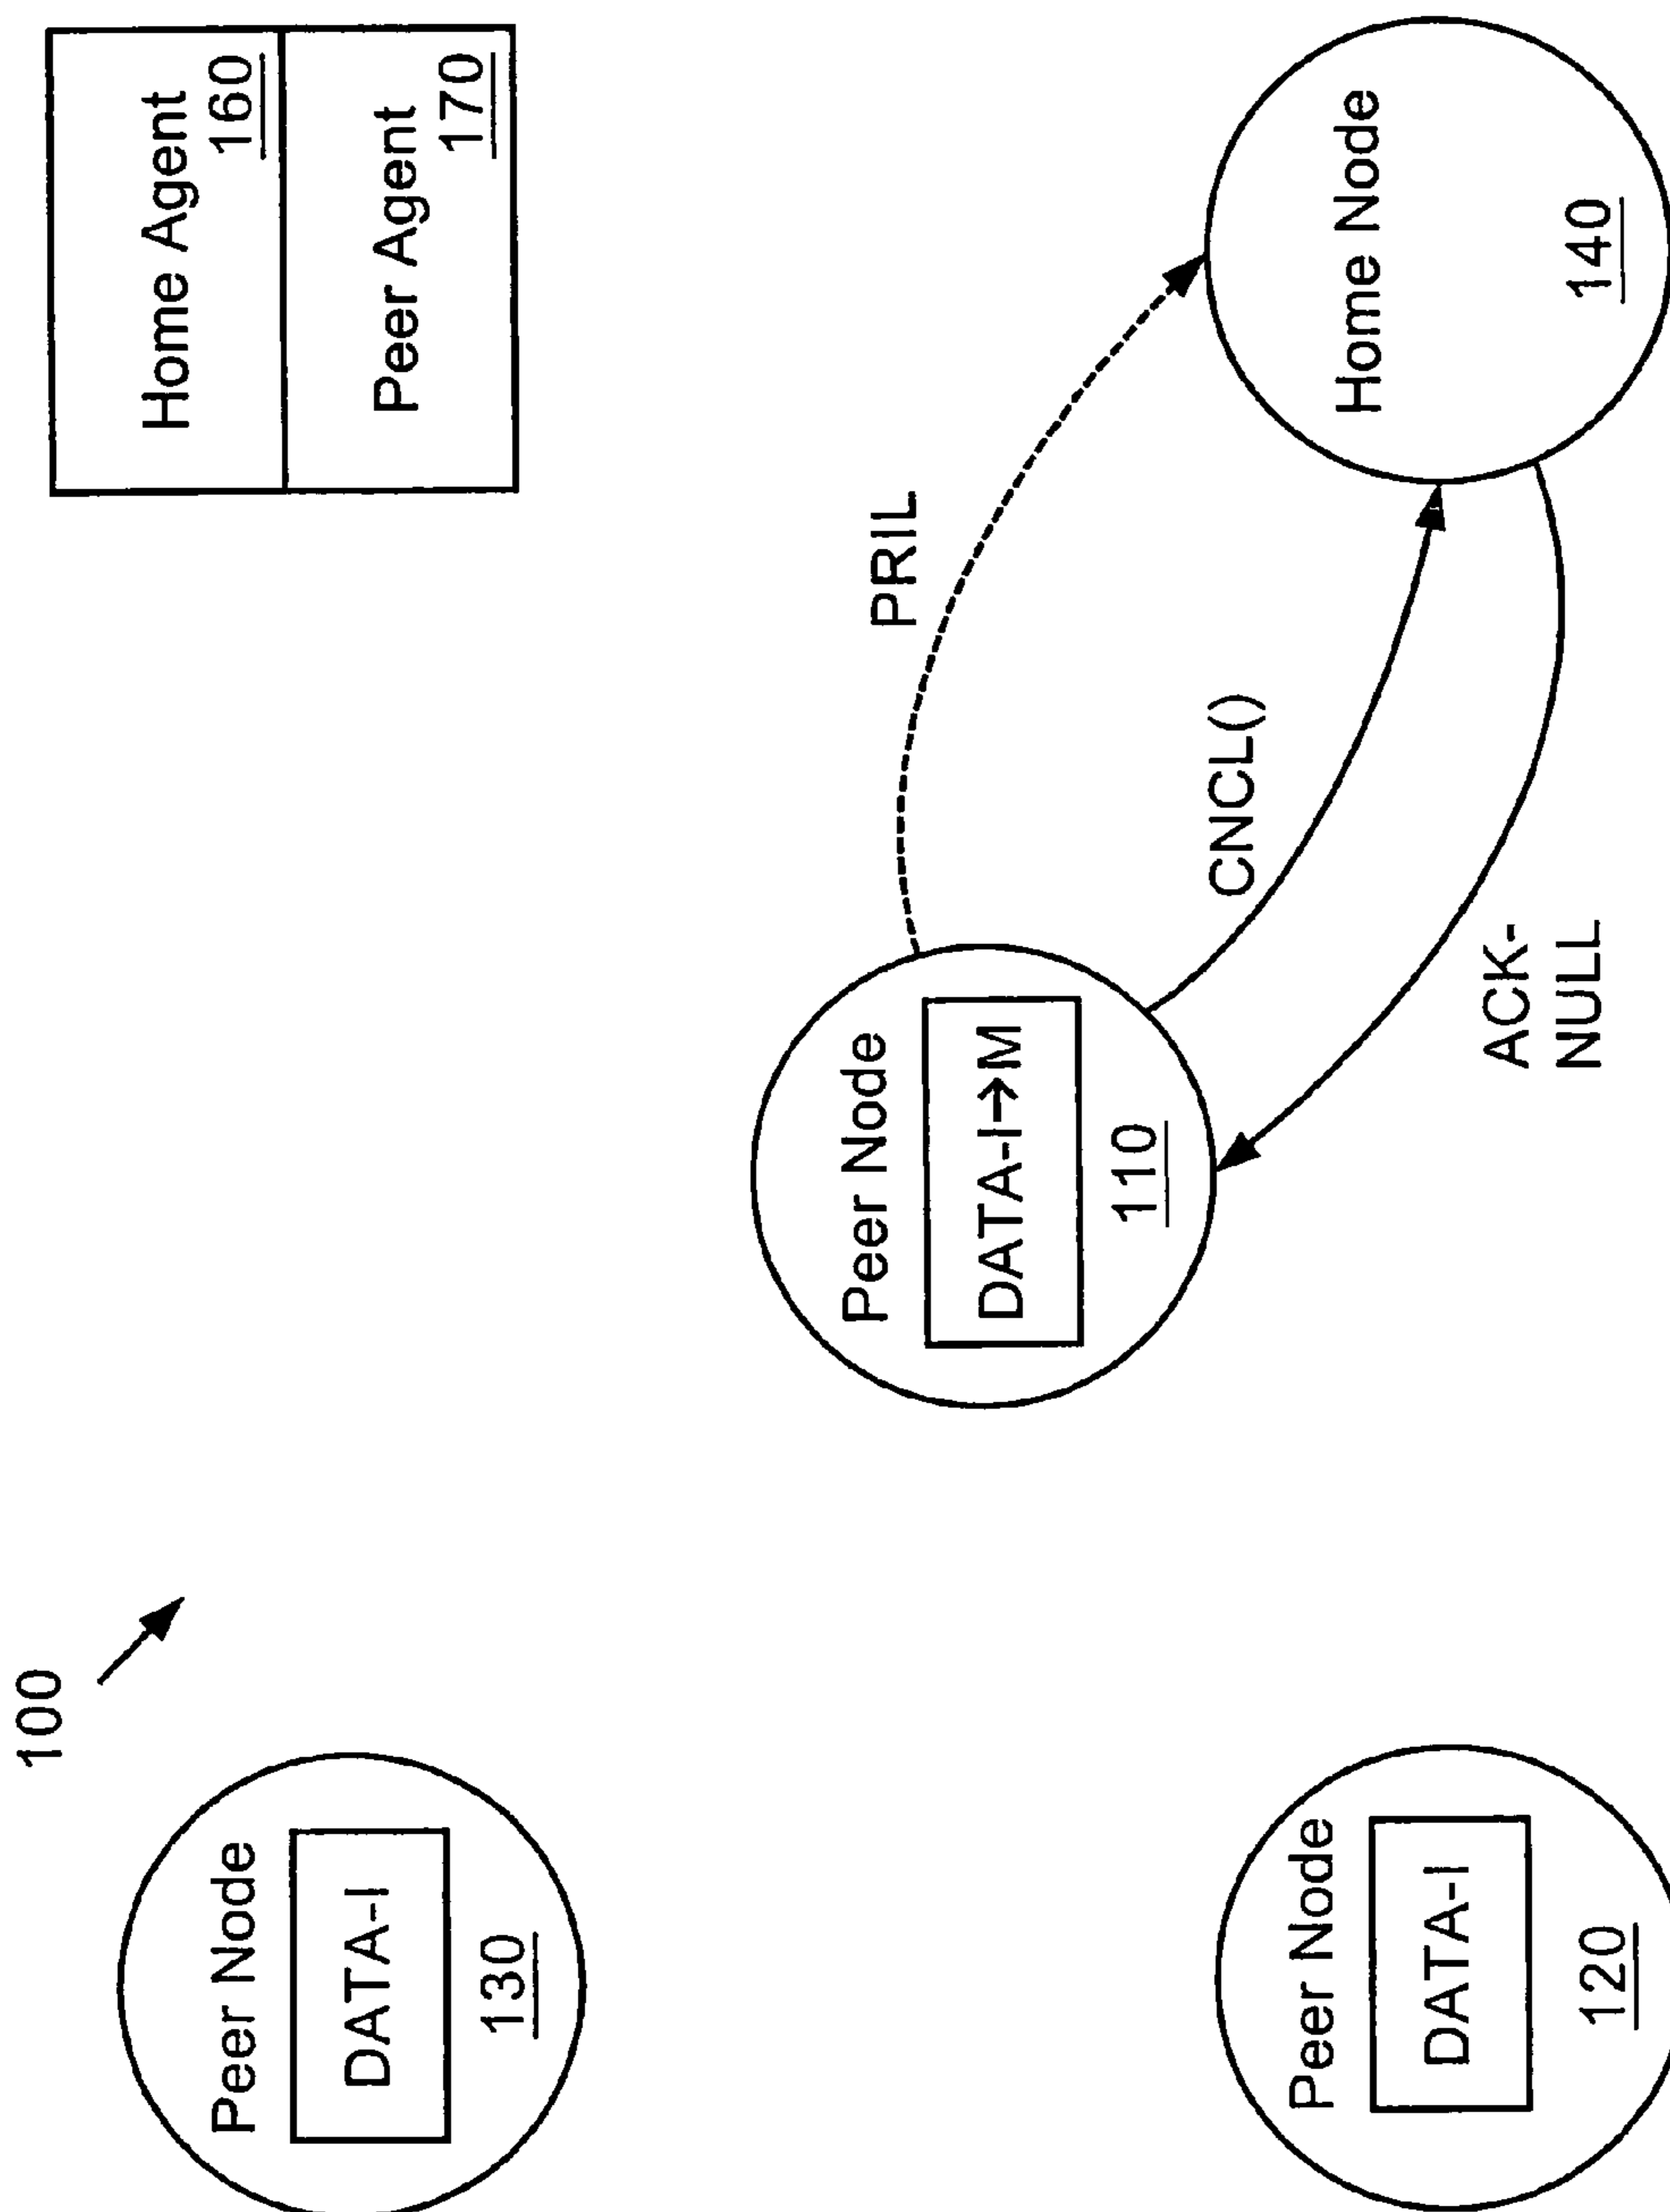 100
Peer Node
DATA-I
130
Home Agent
160
Peer Agent
170
Peer Node
DATA-I→M
110
PRIL
CNCL()
ACK-
NULL
Home Node
140
Peer Node
DATA-I
120